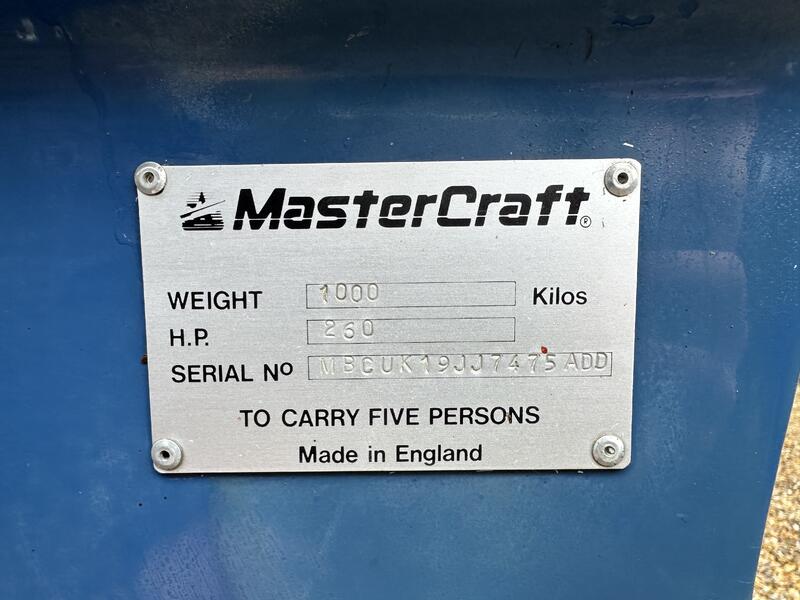 MasterCraft®
WEIGHT 1000 Kilos
H.P. 260
SERIAL Nº MBCUK19JJ7475ADD
TO CARRY FIVE PERSONS
Made in England